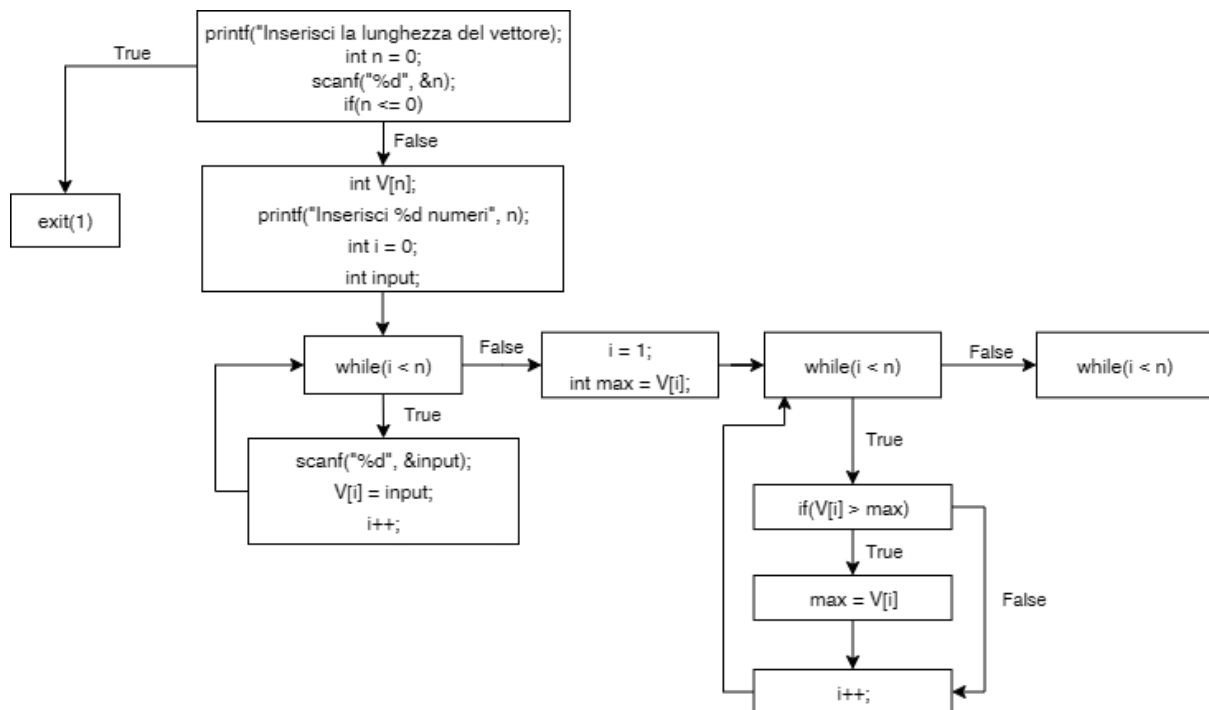 printf("Inserisci la lunghezza del vettore);
int n = 0;
scanf("%d", &n);
if(n <= 0)
True
False
exit(1)
int V[n];
printf("Inserisci %d numeri", n);
int i = 0;
int input;
while(i < n)
False
True
scanf("%d", &input);
V[i] = input;
i++;
i = 1;
int max = V[i];
while(i < n)
False
while(i < n)
True
if(V[i] > max)
True
False
max = V[i]
i++;